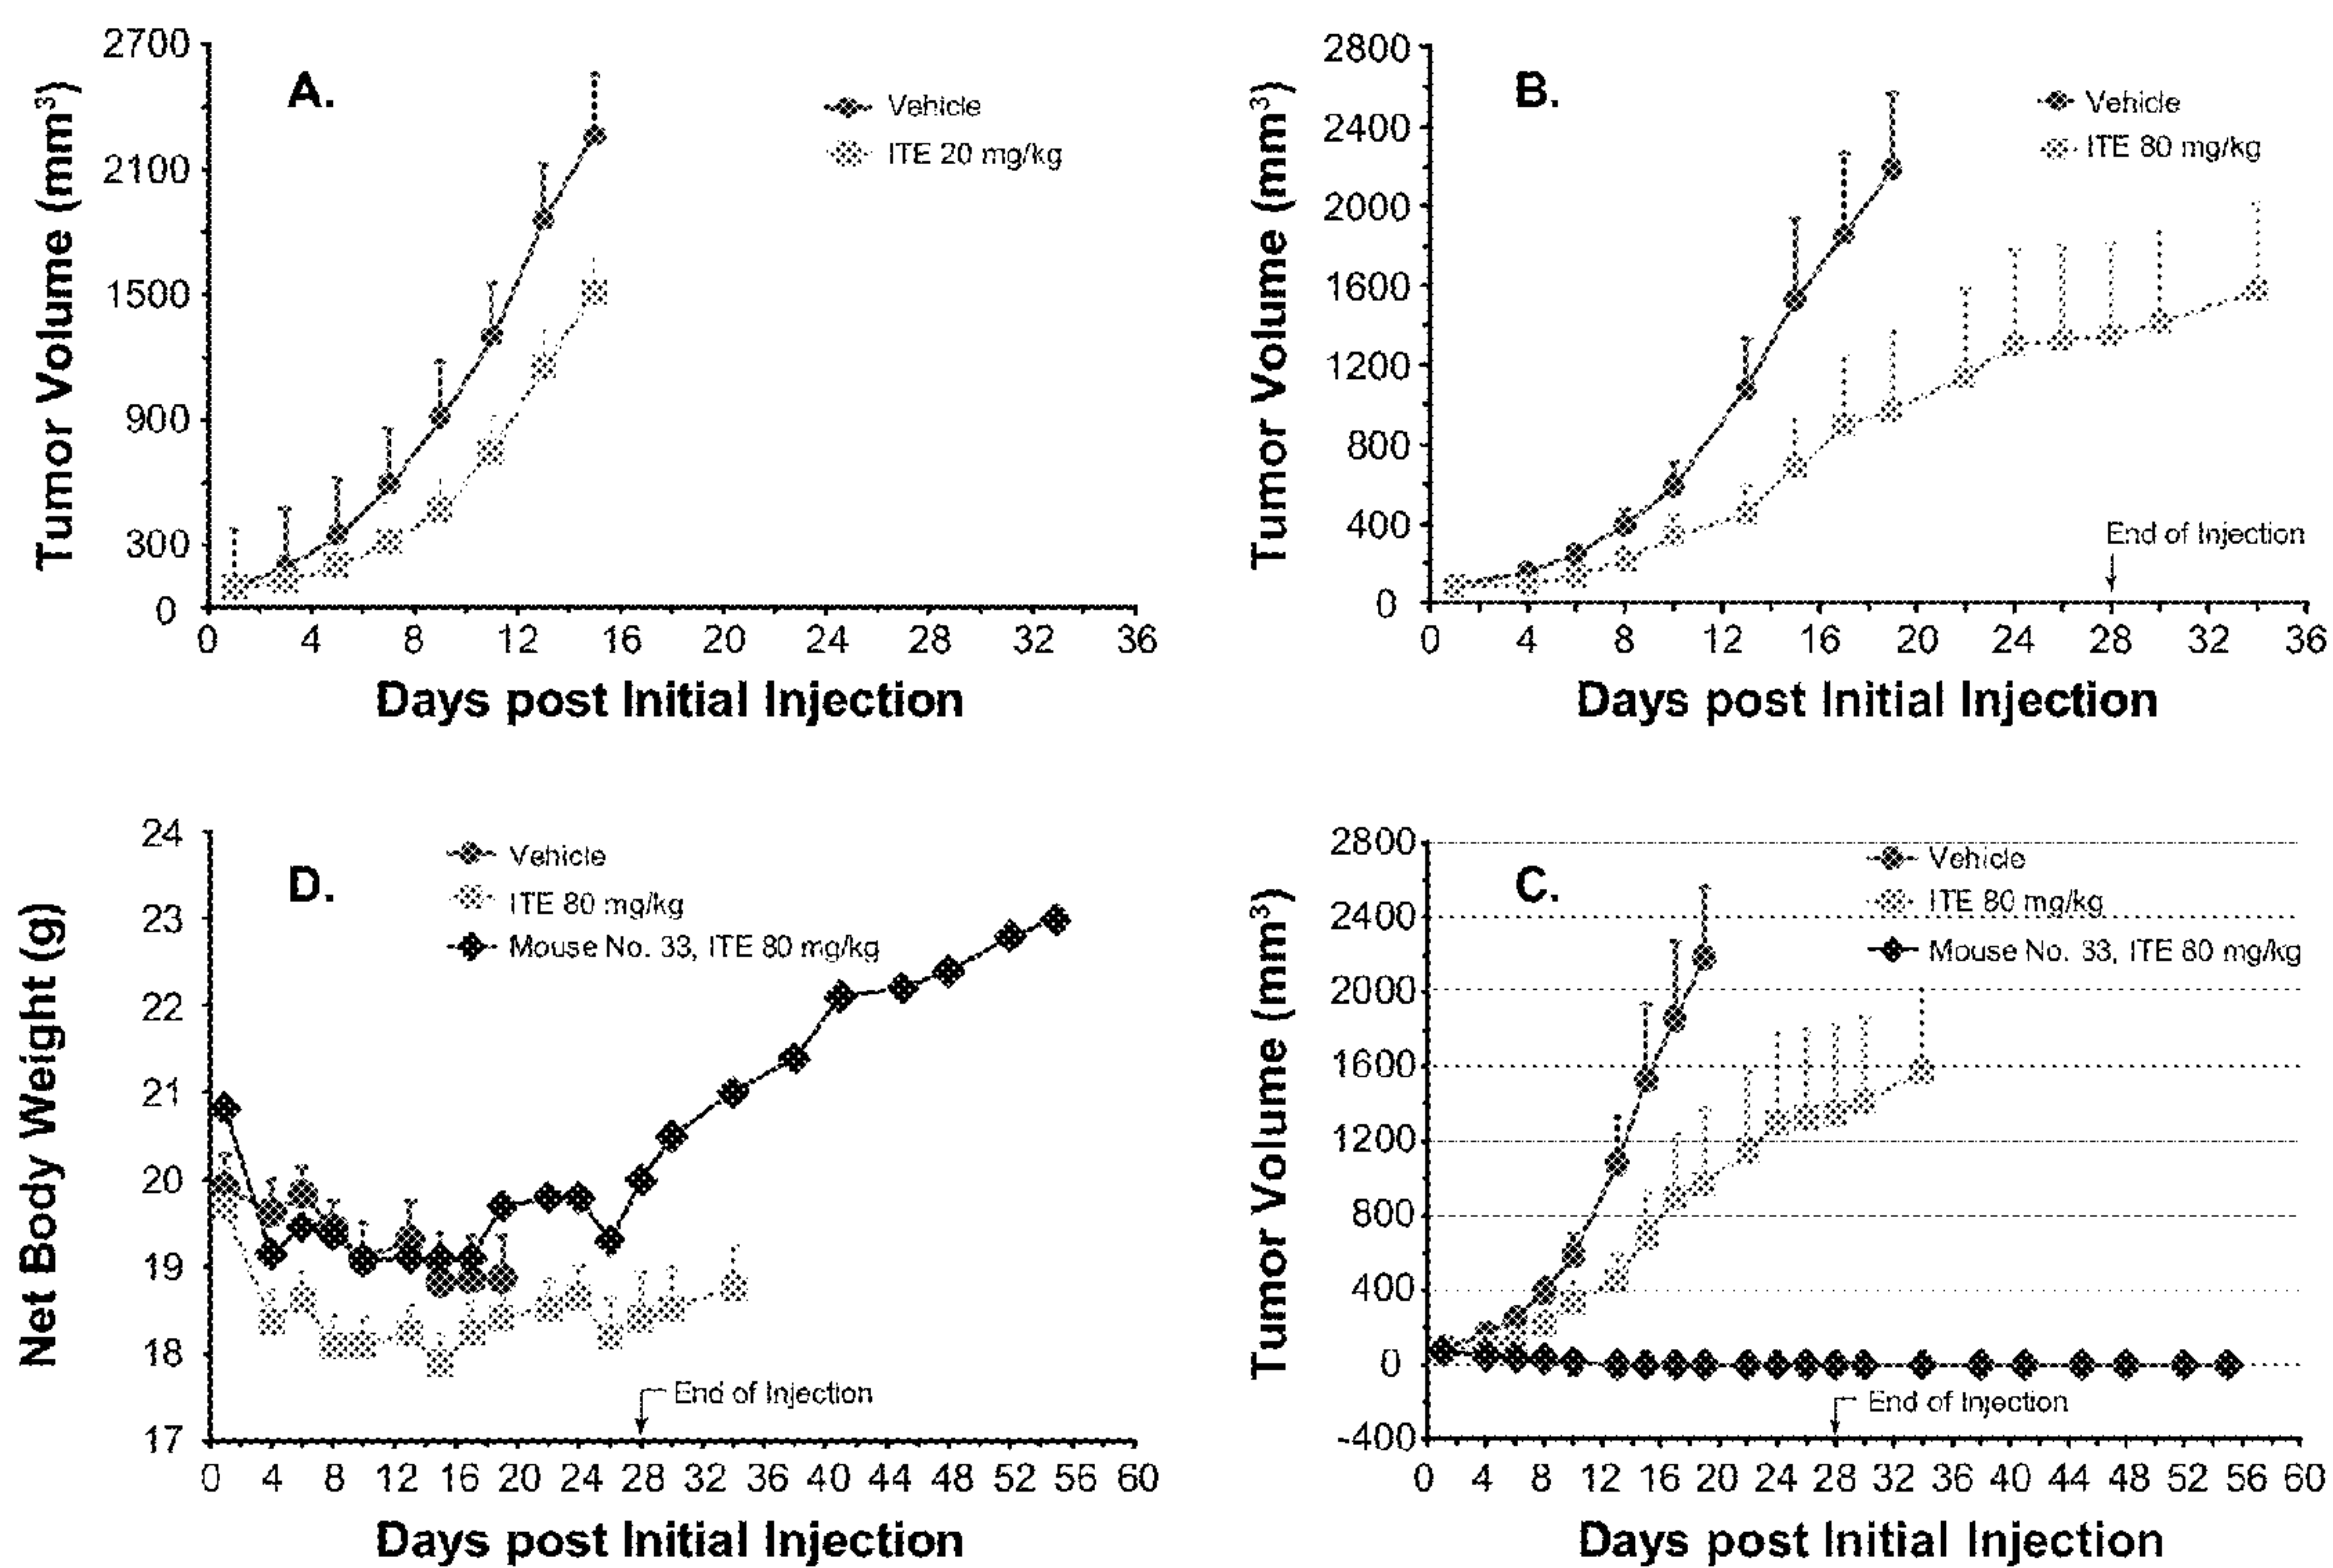 A.
Tumor Volume (mm³)
2700
2100
1500
900
300
0
Vehicle
ITE 20 mg/kg
0 4 8 12 16 20 24 28 32 36
Days post Initial Injection
B.
Tumor Volume (mm³)
2800
2400
2000
1600
1200
800
400
0
Vehicle
ITE 80 mg/kg
End of Injection
0 4 8 12 16 20 24 28 32 36
Days post Initial Injection
D.
Net Body Weight (g)
24
23
22
21
20
19
18
17
Vehicle
ITE 80 mg/kg
Mouse No. 33, ITE 80 mg/kg
End of Injection
0 4 8 12 16 20 24 28 32 36 40 44 48 52 56 60
Days post Initial Injection
C.
Tumor Volume (mm³)
2800
2400
2000
1600
1200
800
400
0
-400
Vehicle
ITE 80 mg/kg
Mouse No. 33, ITE 80 mg/kg
End of Injection
0 4 8 12 16 20 24 28 32 36 40 44 48 52 56 60
Days post Initial Injection